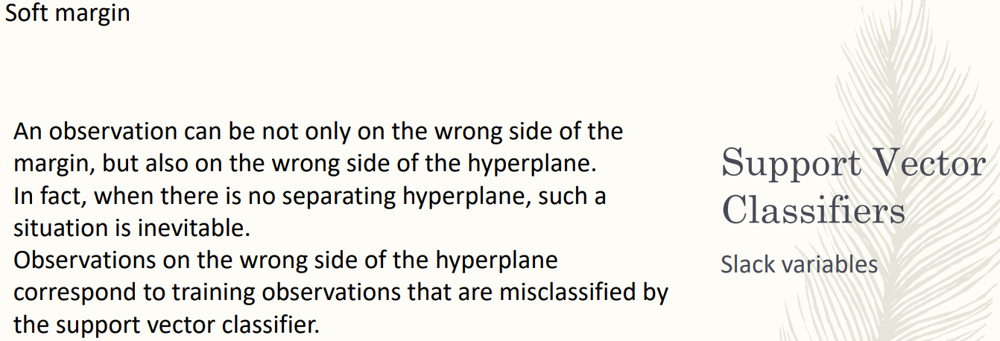 Soft margin
An observation can be not only on the wrong side of the
margin, but also on the wrong side of the hyperplane.
In fact, when there is no separating hyperplane, such a
situation is inevitable.
Observations on the wrong side of the hyperplane
correspond to training observations that are misclassified by
the support vector classifier.
Support Vector
Classifiers
Slack variables